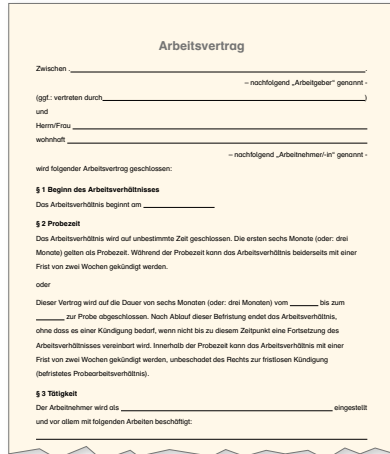 Arbeitsvertrag
Zwischen .
– nachfolgend „Arbeitgeber“ genannt -
(ggf.: vertreten durch )
und
Herrn/Frau
wohnhaft
– nachfolgend „Arbeitnehmer/-in“ genannt -
wird folgender Arbeitsvertrag geschlossen:
§ 1 Beginn des Arbeitsverhältnisses
Das Arbeitsverhältnis beginnt am
§ 2 Probezeit
Das Arbeitsverhältnis wird auf unbestimmte Zeit geschlossen. Die ersten sechs Monate (oder: drei
Monate) gelten als Probezeit. Während der Probezeit kann das Arbeitsverhältnis beiderseits mit einer
Frist von zwei Wochen gekündigt werden.
oder
Dieser Vertrag wird auf die Dauer von sechs Monaten (oder: drei Monaten) vom bis zum
zur Probe abgeschlossen. Nach Ablauf dieser Befristung endet das Arbeitsverhältnis,
ohne dass es einer Kündigung bedarf, wenn nicht bis zu diesem Zeitpunkt eine Fortsetzung des
Arbeitsverhältnisses vereinbart wird. Innerhalb der Probezeit kann das Arbeitsverhältnis mit einer
Frist von zwei Wochen gekündigt werden, unbeschadet des Rechts zur fristlosen Kündigung
(befristetes Probearbeitsverhältnis).
§ 3 Tätigkeit
Der Arbeitnehmer wird als eingestellt
und vor allem mit folgenden Arbeiten beschäftigt: